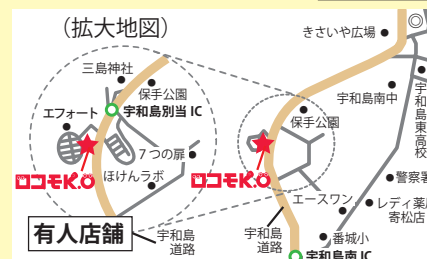 （拡大地図）
三島神社
保手公園
エフォート
宇和島別当 IC
７つの扉
ロコモK.O
ほけんラボ
有人店舗
宇和島
道路
きさいや広場
宇和島南中
宇和島東高校
保手公園
ロコモK.O
警察署
エースワン
レディ薬局
寄松店
宇和島
道路
番城小
宇和島南 IC